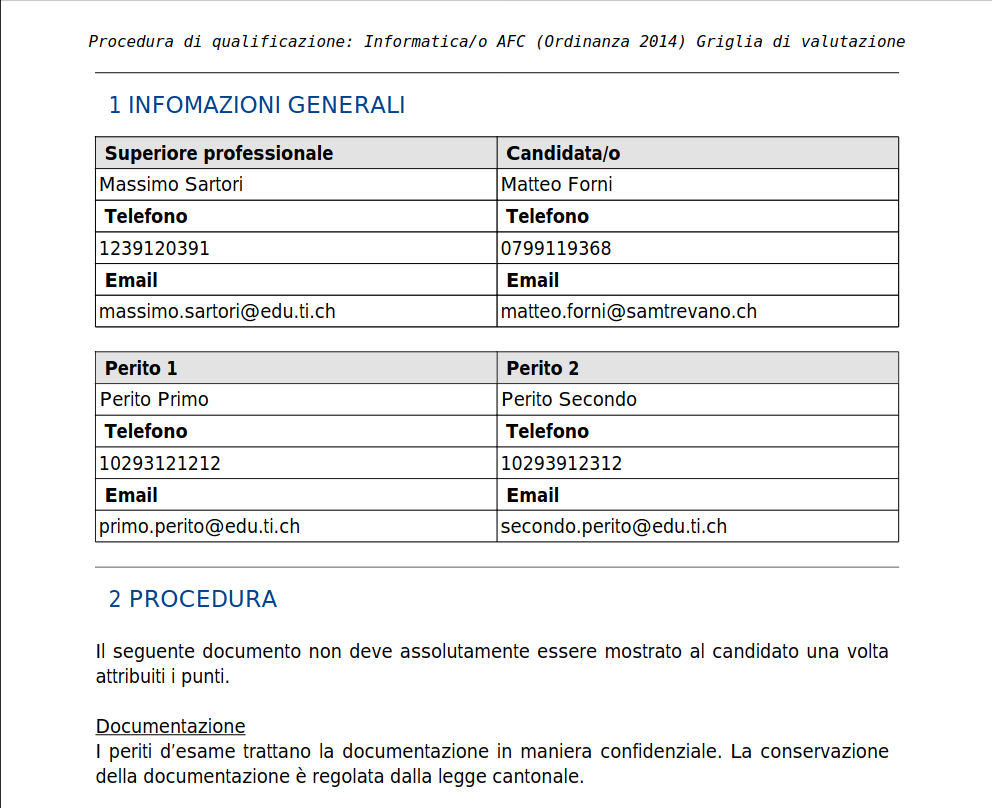 Procedura di qualificazione: Informatica/o AFC (Ordinanza 2014) Griglia di valutazione
1 INFOMAZIONI GENERALI
Superiore professionale Candidata/o
Massimo Sartori Matteo Forni
Telefono Telefono
1239120391 0799119368
Email Email
massimo.sartori@edu.ti.ch matteo.forni@samtrevano.ch
Perito 1 Perito 2
Perito Primo Perito Secondo
Telefono Telefono
10293121212 10293912312
Email Email
primo.perito@edu.ti.ch secondo.perito@edu.ti.ch
2 PROCEDURA
Il seguente documento non deve assolutamente essere mostrato al candidato una volta
attribuiti i punti.
Documentazione
I periti d’esame trattano la documentazione in maniera confidenziale. La conservazione
della documentazione è regolata dalla legge cantonale.